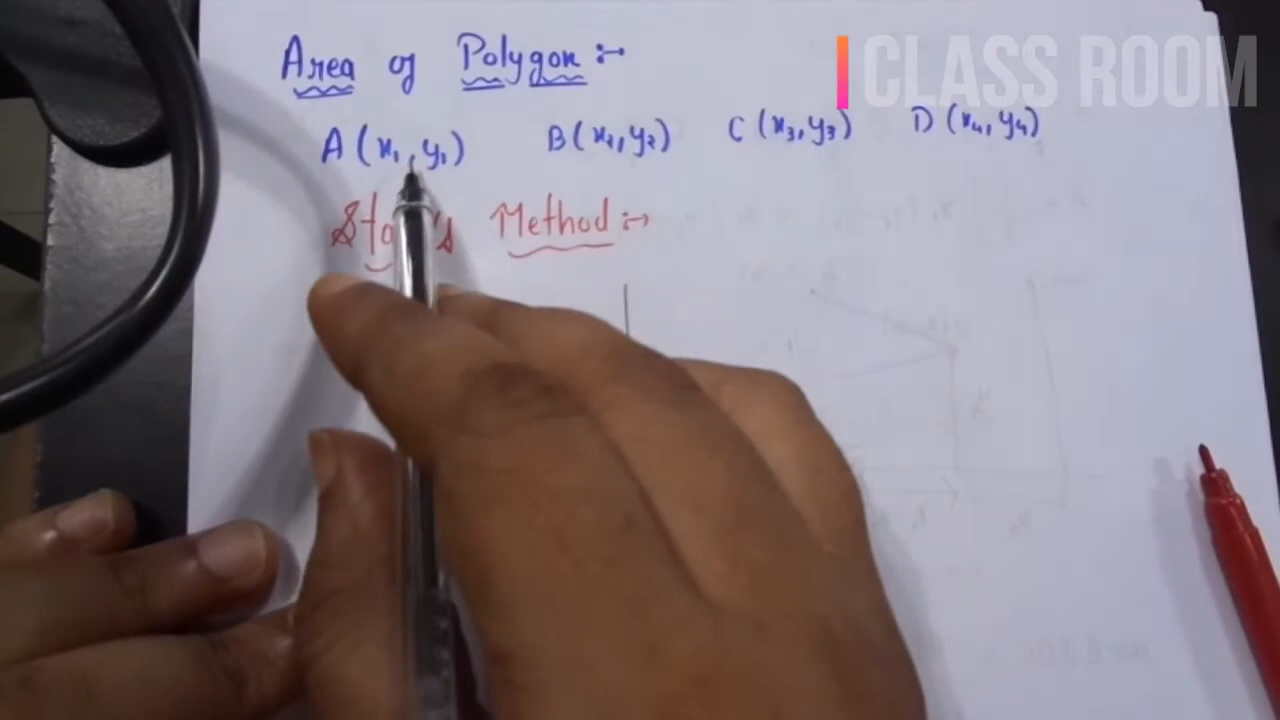 CLASS ROOM
Area of Polygon :-
A (x₁, y₁) B (x₂, y₂) C (x₃, y₃) D (x₄, y₄)
Method :-